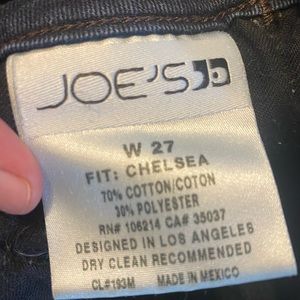 JOE'S
W 27
FIT: CHELSEA
70% COTTON/COTON
30% POLYESTER
RN# 106214 CA# 35037
DESIGNED IN LOS ANGELES
DRY CLEAN RECOMMENDED
CL#193M MADE IN MEXICO